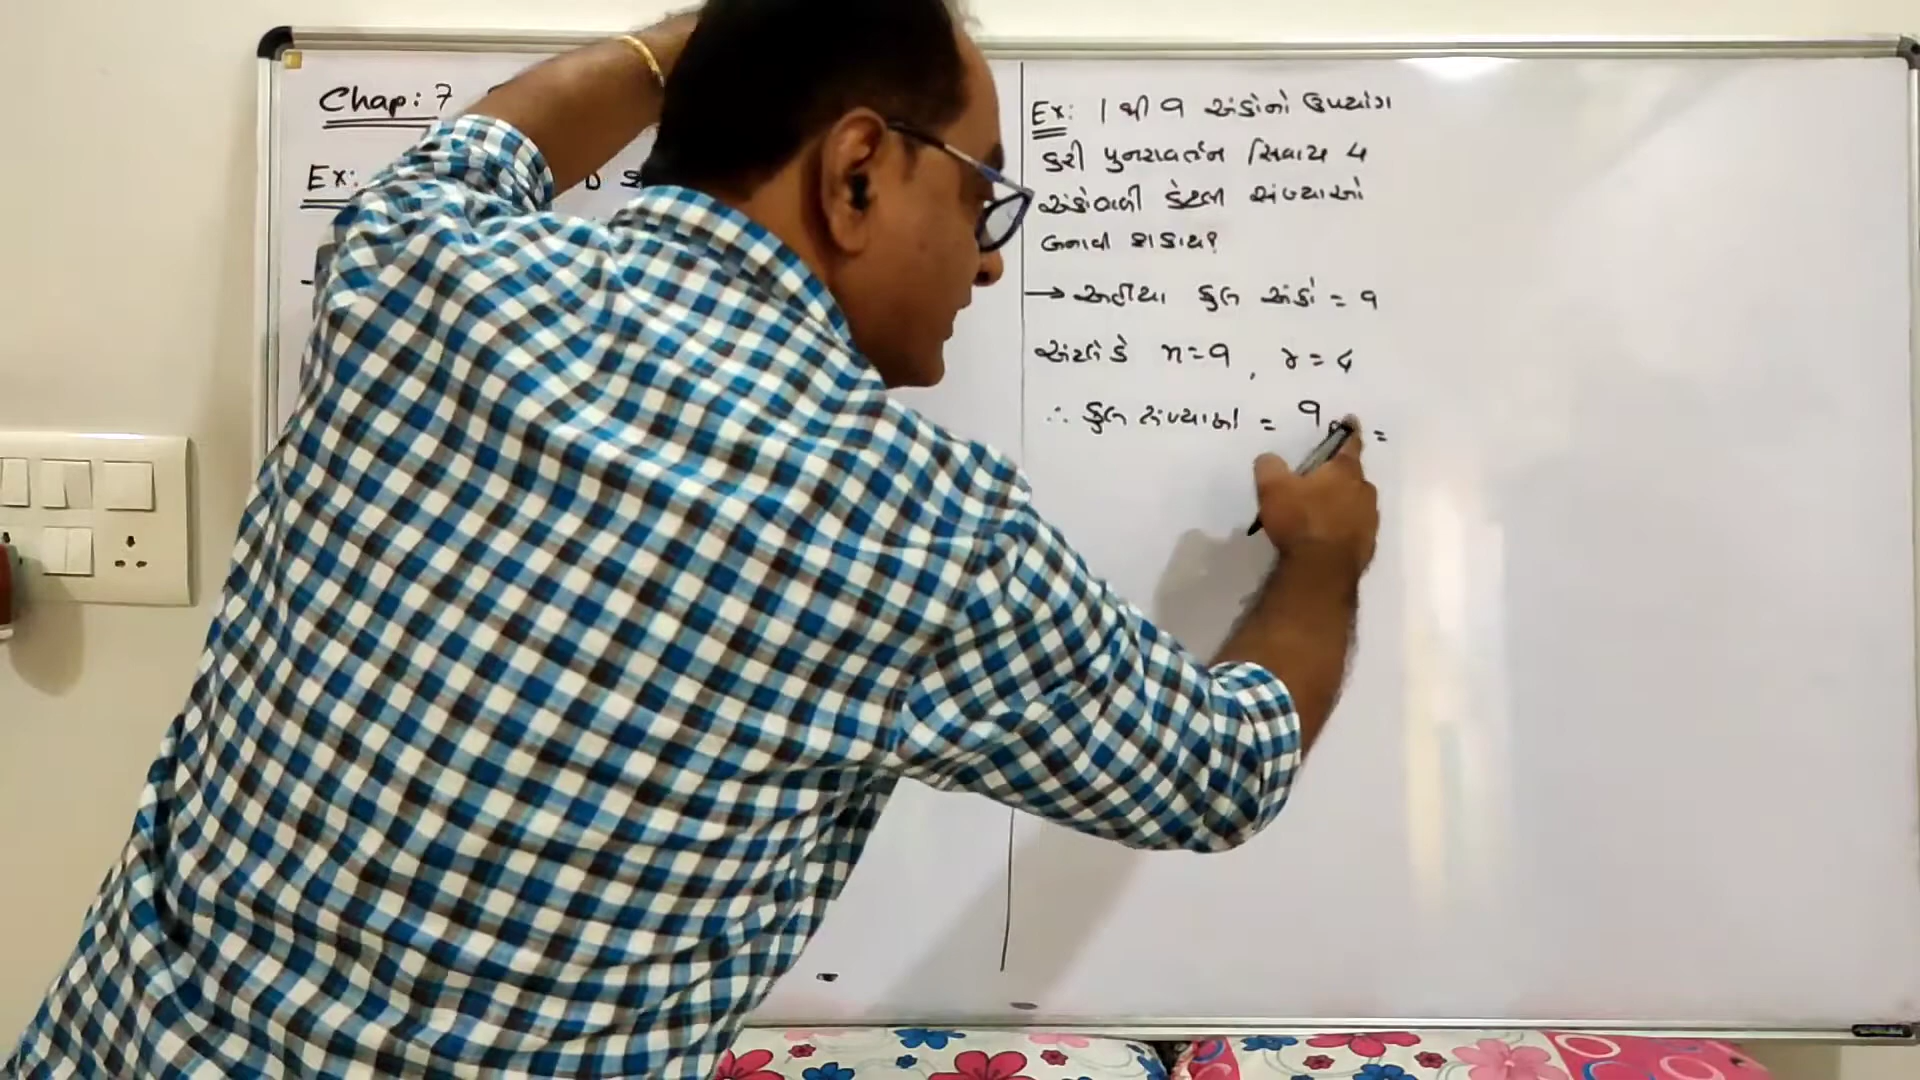 Chap: 7
Ex:
Ex: 1 થી 9 અંકોનો ઉપયોગ
કરી પુનરાવર્તન સિવાય 4
અંકોવાળી કેટલી સંખ્યાઓ
બનાવી શકાય?
→ અહીંયા કુલ અંકો = 9
એટલે કે n = 9 , r = 4
∴ કુલ સંખ્યાઓ = 9 =